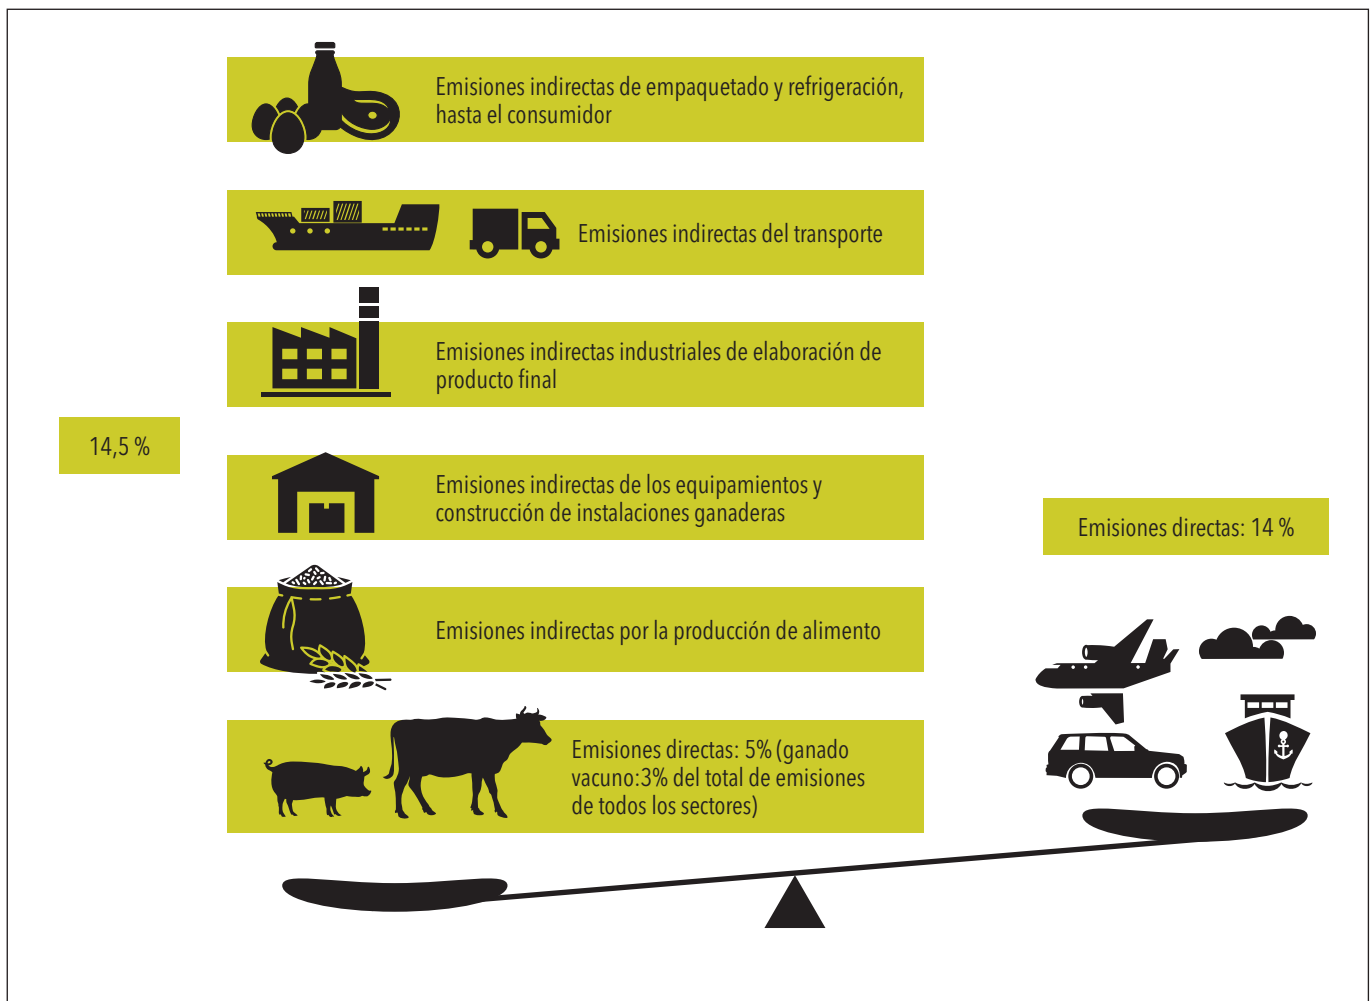 Emisiones indirectas de empaquetado y refrigeración,
hasta el consumidor
Emisiones indirectas del transporte
Emisiones indirectas industriales de elaboración de
producto final
14,5 %
Emisiones indirectas de los equipamientos y
construcción de instalaciones ganaderas
Emisiones directas: 14 %
Emisiones indirectas por la producción de alimento
Emisiones directas: 5% (ganado
vacuno:3% del total de emisiones
de todos los sectores)